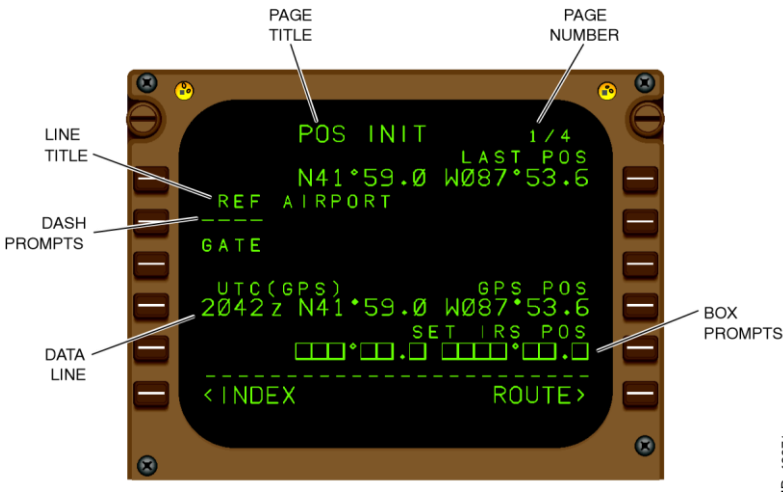 PAGE
TITLE
PAGE
NUMBER
LINE
TITLE
DASH
PROMPTS
DATA
LINE
BOX
PROMPTS
POS INIT 1/4
LAST POS
N41°59.0 W087°53.6
REF AIRPORT
----
GATE
UTC(GPS) GPS POS
2042z N41°59.0 W087°53.6
SET IRS POS
□□□°□□.□ □□□□°□□.□
------------------------
<INDEX ROUTE>